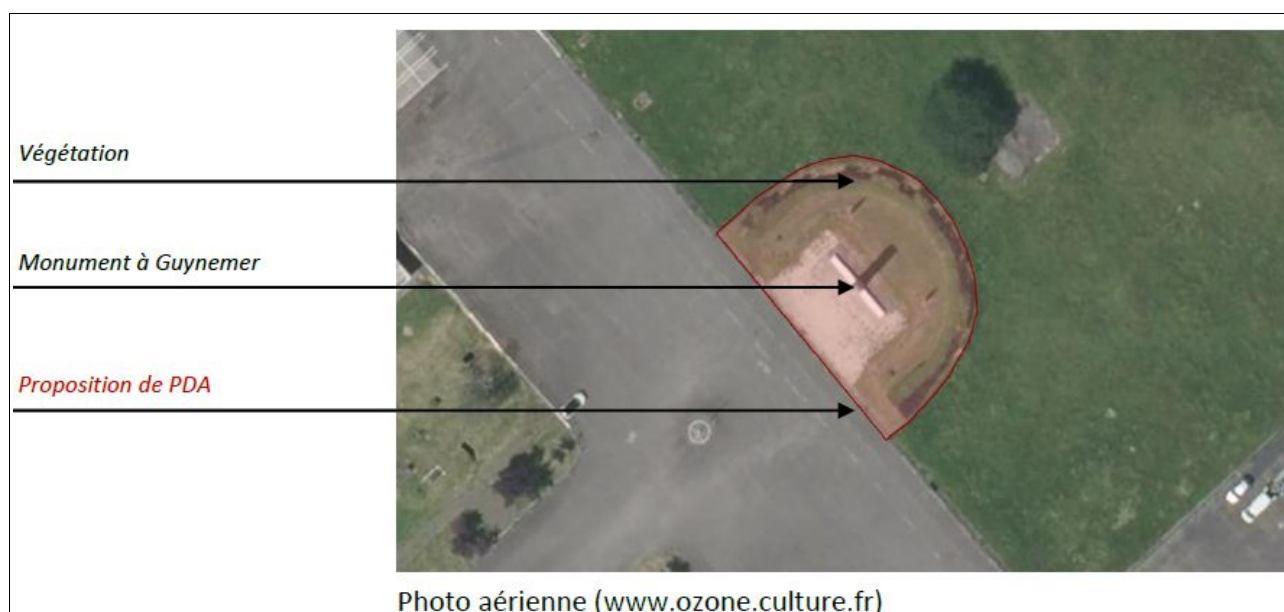 Végétation
Monument à Guynemer
Proposition de PDA
Photo aérienne (www.ozone.culture.fr)